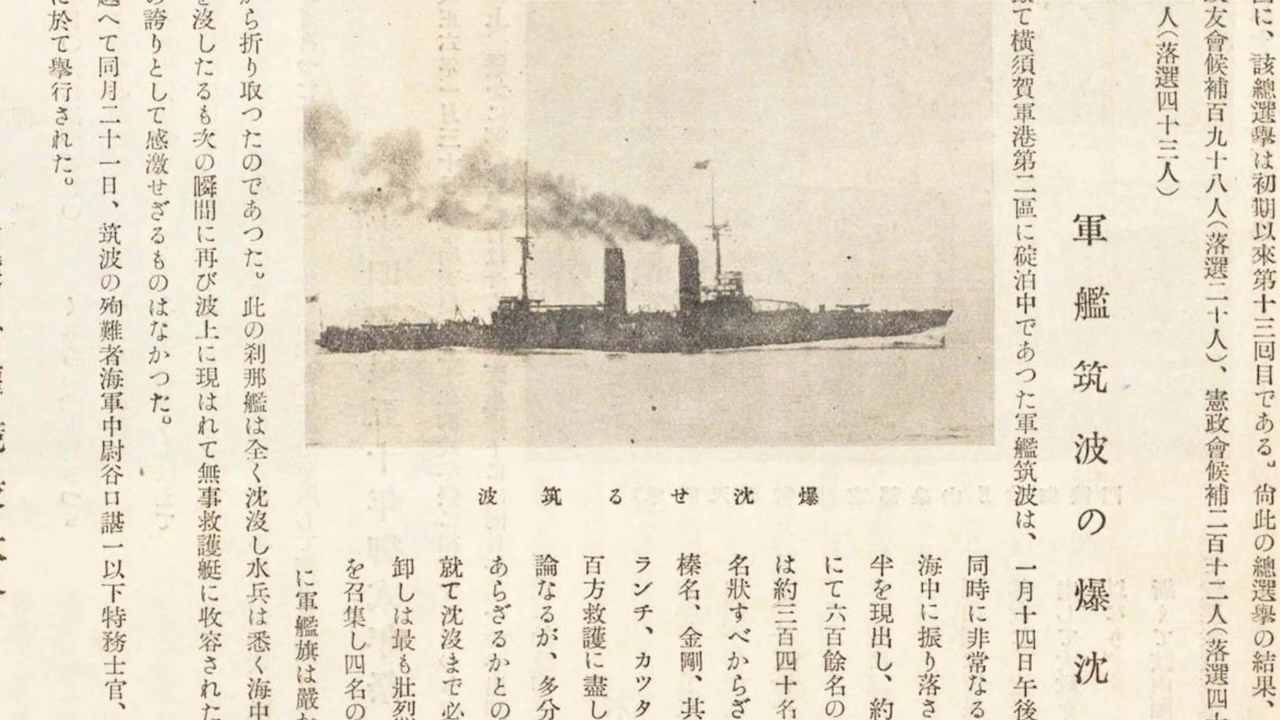 に、該總選擧は初期以來第十三回目である。尙此の總選擧の結果、
友會候補百九十八人（落選二十人）、憲政會候補二百十二人（落選四十
人（落選四十三人）
軍艦筑波の爆沈
て橫須賀軍港第二區に碇泊中であつた軍艦筑波は、一月十四日午後
同時に非常なる
海中に振り落さ
半を現出し、約
にて六百餘名の
は約三百四十名
名狀すべからざ
榛名、金剛、其
ランチ、カツタ
百方救護に盡し
論なるが、多分
あらざるかとの
就て沈沒まで必
卸しは最も壯烈
を召集し四名の
に軍艦旗は嚴
爆沈せる筑波
から折り取つたのであつた。此の刹那艦は全く沈沒し水兵は悉く海中
を沒したるも次の瞬間に再び波上に現はれて無事救護艇に收容された
の誇りとして感激せざるものはなかつた。
越へて同月二十一日、筑波の殉難者海軍中尉谷口諶一以下特務士官、
に於て擧行された。